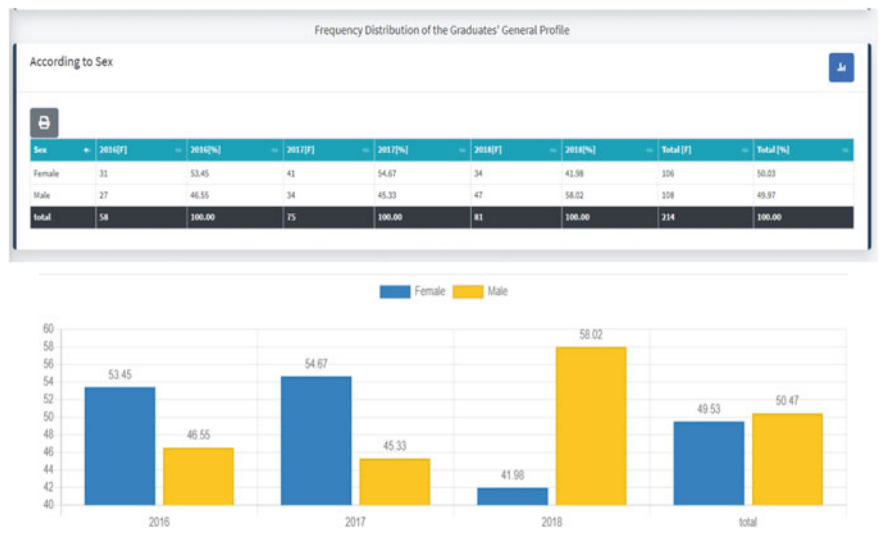 Frequency Distribution of the Graduates' General Profile
According to Sex
Sex 2016[F] 2016[%] 2017[F] 2017[%] 2018[F] 2018[%] Total [F] Total [%]
Female 31 53.45 41 54.67 34 41.98 106 50.03
Male 27 46.55 34 45.33 47 58.02 108 49.97
total 58 100.00 75 100.00 81 100.00 214 100.00
Female Male
60
58
56
54
52
50
48
46
44
42
40
53.45
46.55
54.67
45.33
41.98
58.02
49.53
50.47
2016 2017 2018 total